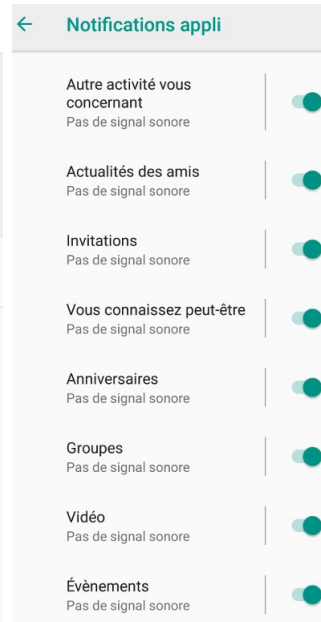 Notifications appli
Autre activité vous
concernant
Pas de signal sonore
Actualités des amis
Pas de signal sonore
Invitations
Pas de signal sonore
Vous connaissez peut-être
Pas de signal sonore
Anniversaires
Pas de signal sonore
Groupes
Pas de signal sonore
Vidéo
Pas de signal sonore
Évènements
Pas de signal sonore